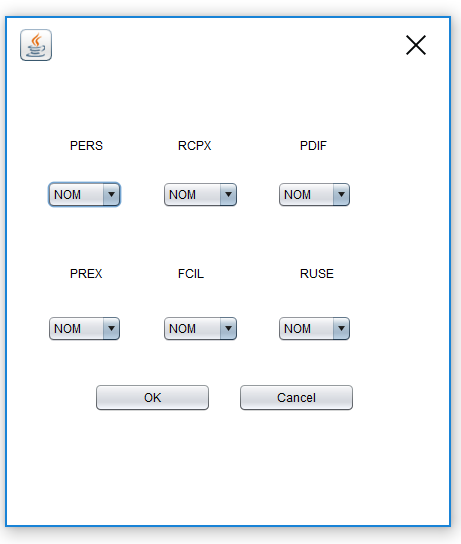 PERS RCPX PDIF
NOM NOM NOM
PREX FCIL RUSE
NOM NOM NOM
OK Cancel